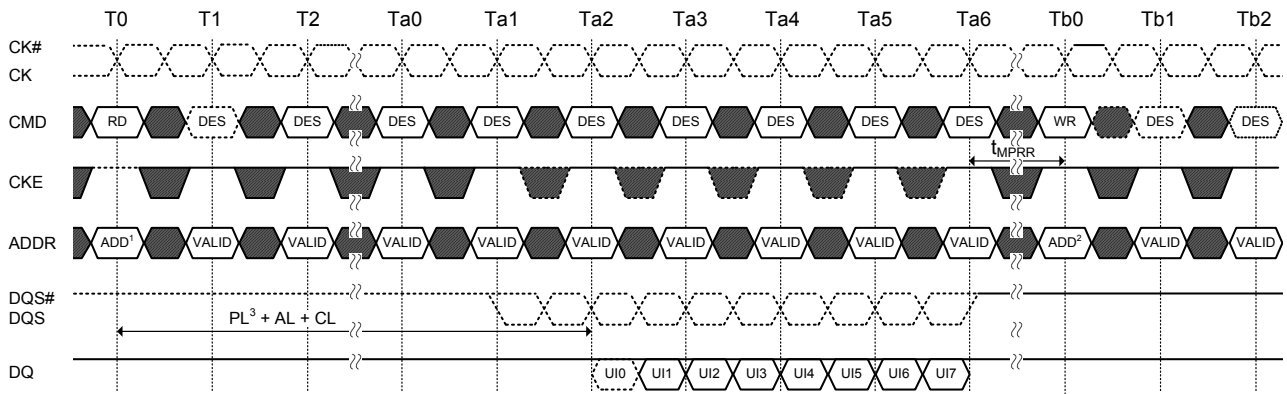 T0 T1 T2 Ta0 Ta1 Ta2 Ta3 Ta4 Ta5 Ta6 Tb0 Tb1 Tb2
CK#
CK
CMD RD DES DES DES DES DES DES DES DES DES WR DES DES
tMPRR
CKE
ADDR ADD¹ VALID VALID VALID VALID VALID VALID VALID VALID VALID ADD² VALID VALID
DQS#
DQS
PL³ + AL + CL
DQ UI0 UI1 UI2 UI3 UI4 UI5 UI6 UI7